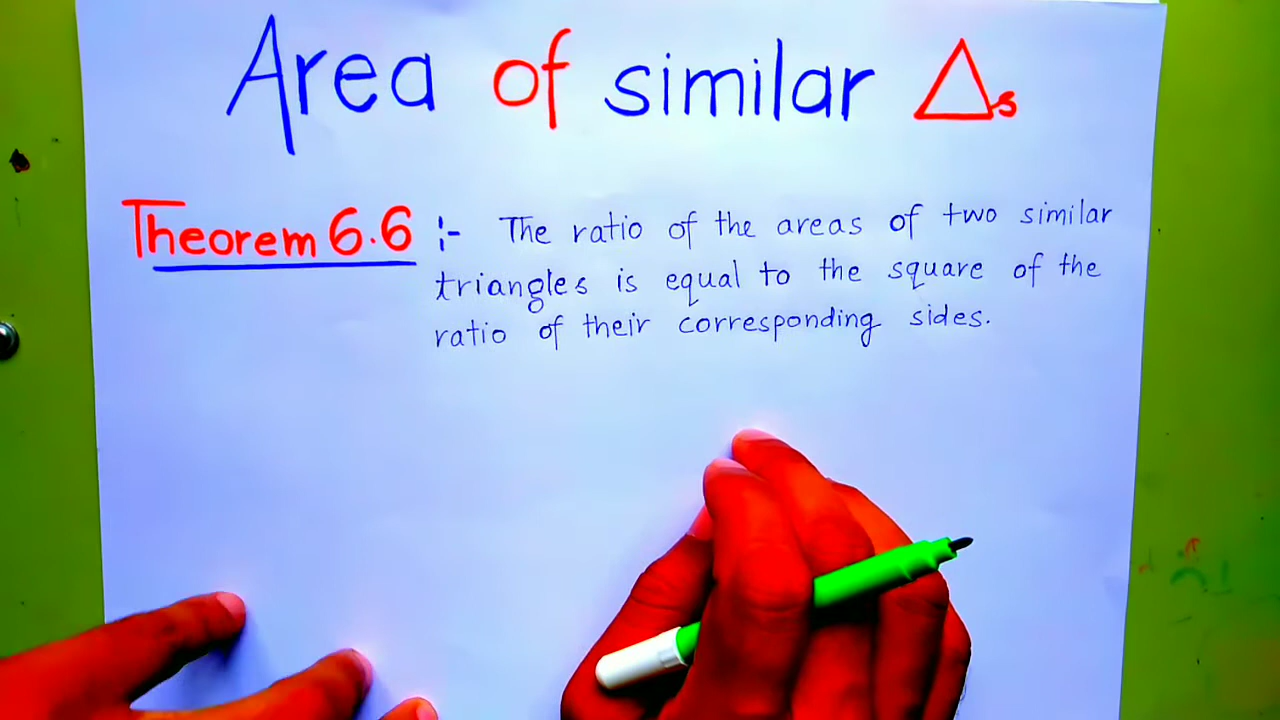 Area of similar Δs
Theorem 6.6 :- The ratio of the areas of two similar
triangles is equal to the square of the
ratio of their corresponding sides.